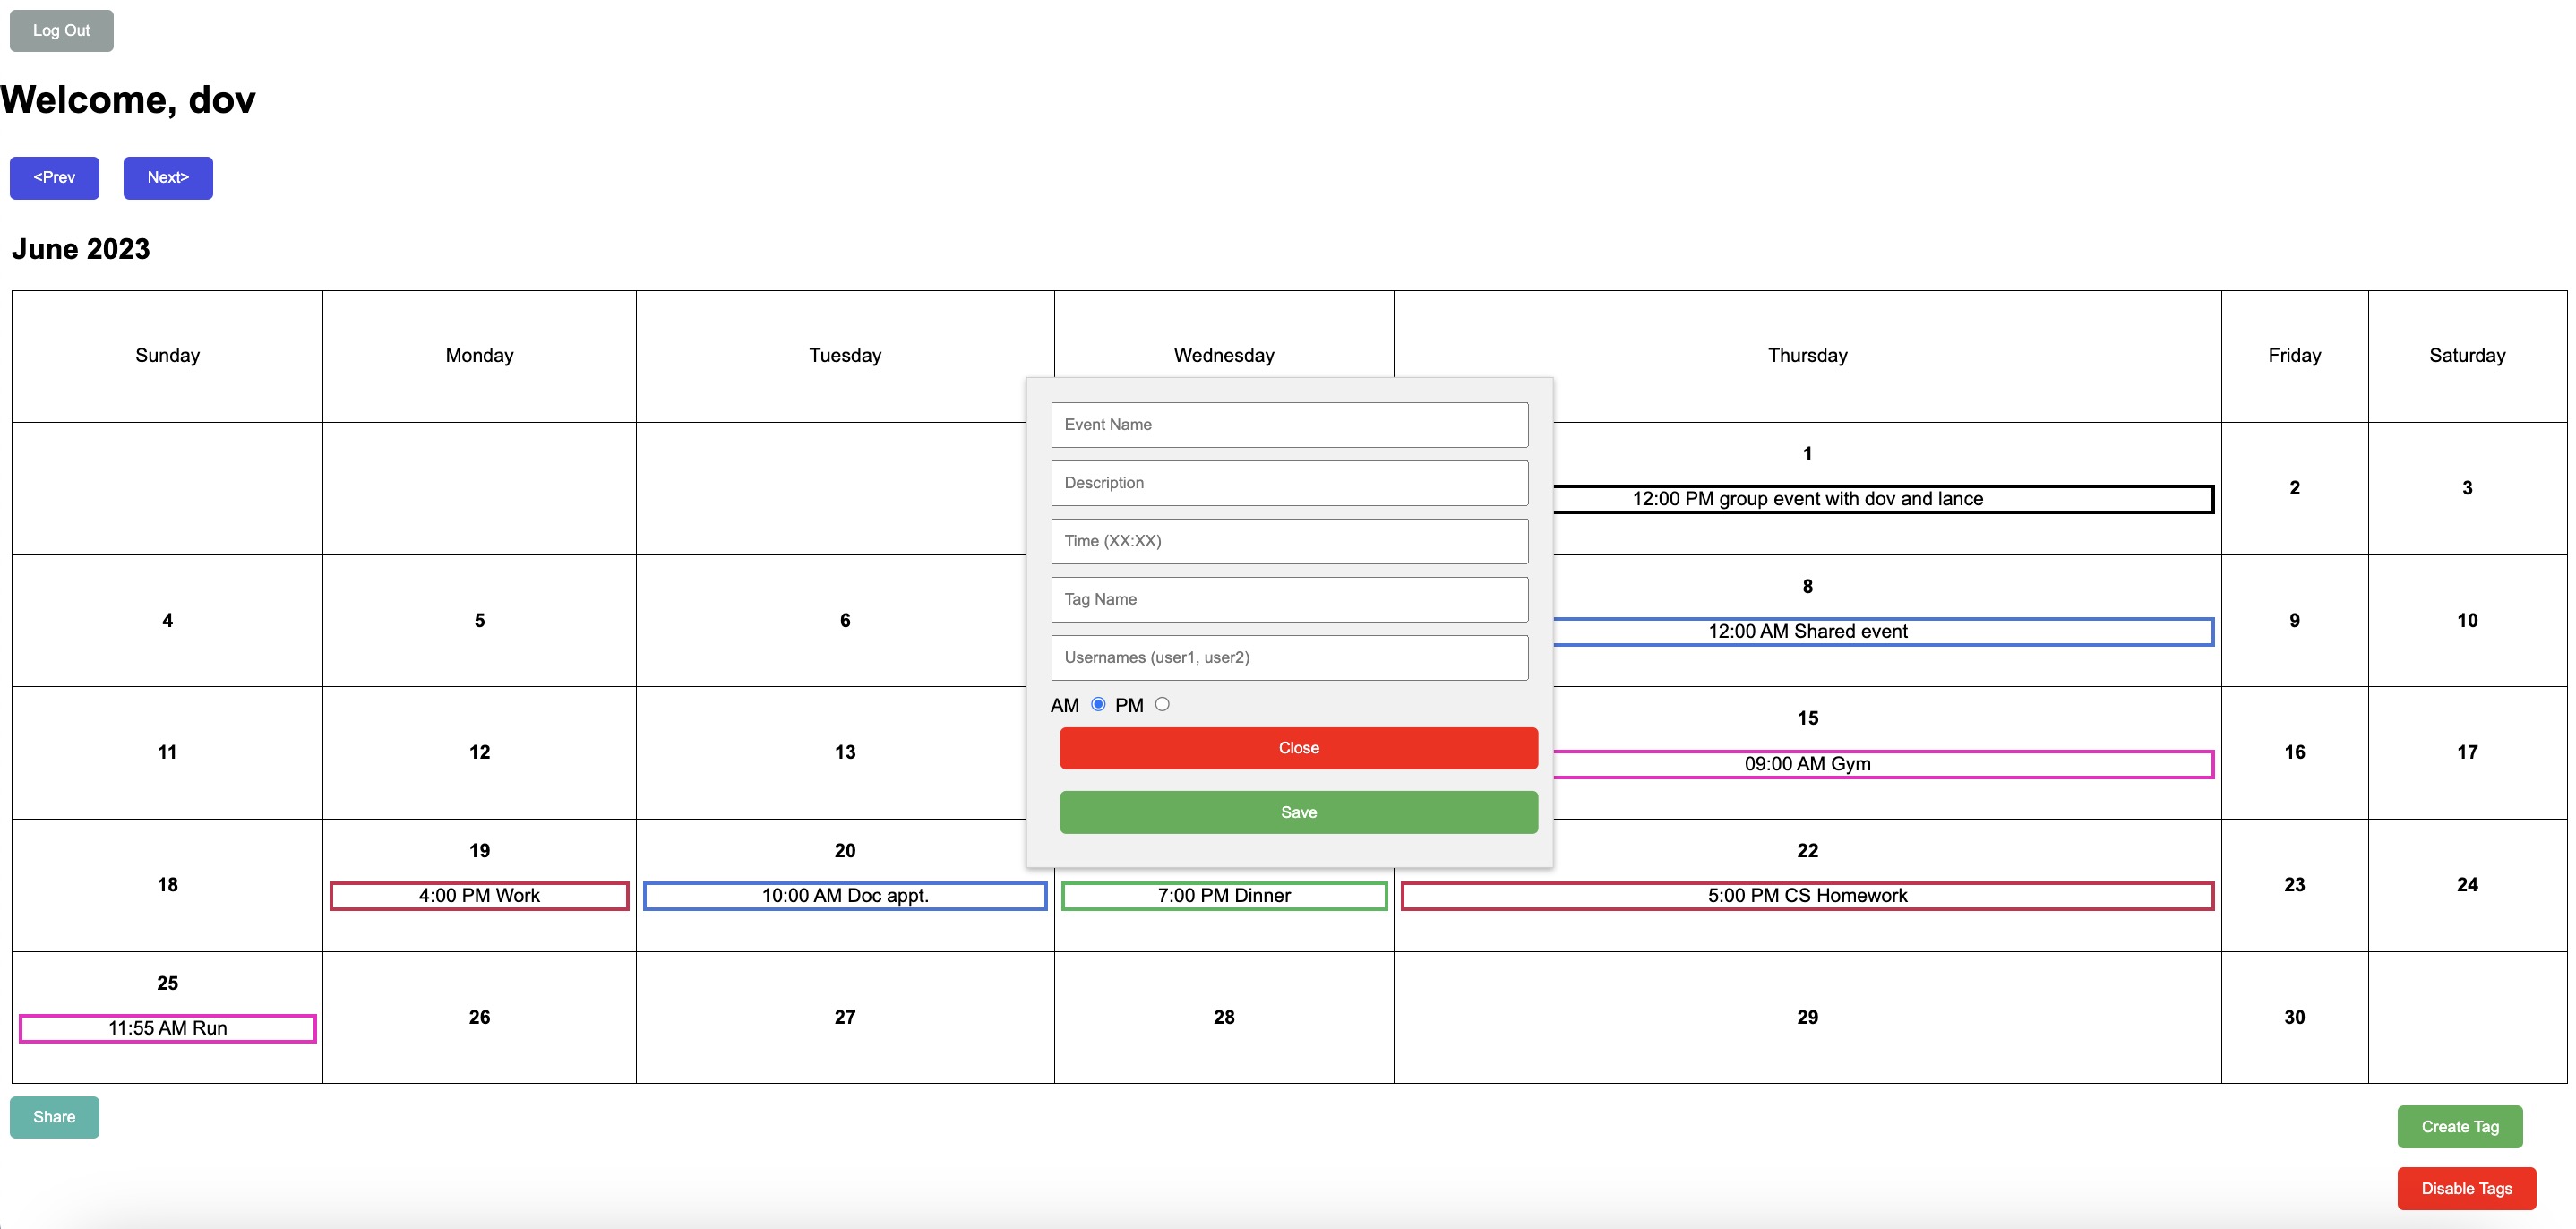 Log Out
Welcome, dov
<Prev Next>
June 2023
Sunday Monday Tuesday Wednesday Thursday Friday Saturday
Event Name
Description
Time (XX:XX)
Tag Name
Usernames (user1, user2)
AM PM
Close
Save
1 2 3
12:00 PM group event with dov and lance
4 5 6 8 9 10
12:00 AM Shared event
11 12 13 15 16 17
09:00 AM Gym
18 19 20 22 23 24
4:00 PM Work 10:00 AM Doc appt. 7:00 PM Dinner 5:00 PM CS Homework
25 26 27 28 29 30
11:55 AM Run
Share
Create Tag
Disable Tags